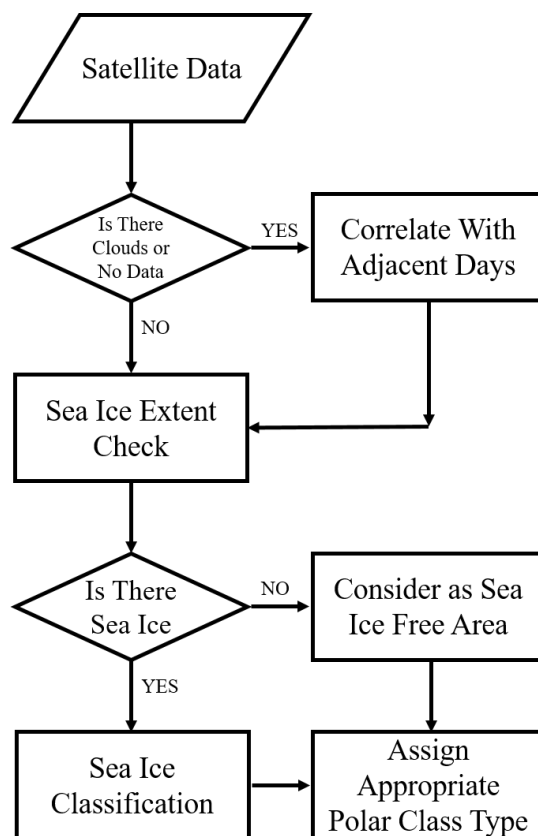 Satellite Data
Is There
Clouds or
No Data
YES
Correlate With
Adjacent Days
NO
Sea Ice Extent
Check
Is There
Sea Ice
NO
Consider as Sea
Ice Free Area
YES
Sea Ice
Classification
Assign
Appropriate
Polar Class Type